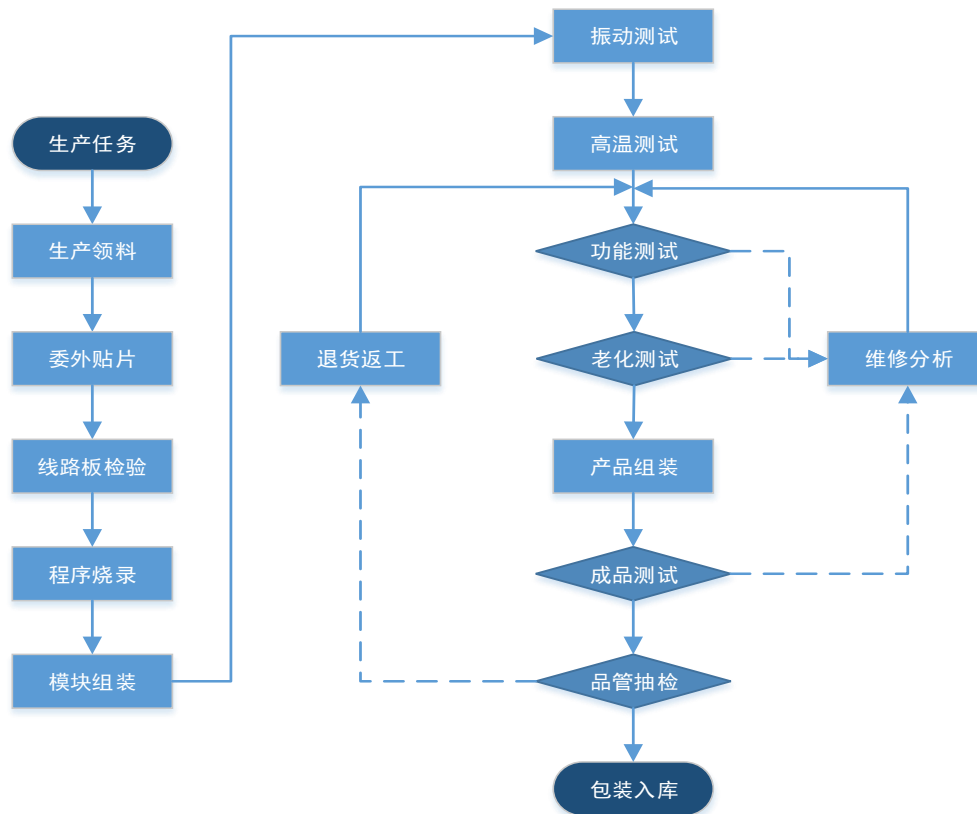 生产任务
生产领料
委外贴片
线路板检验
程序烧录
模块组装
振动测试
高温测试
功能测试
老化测试
产品组装
成品测试
品管抽检
包装入库
退货返工
维修分析